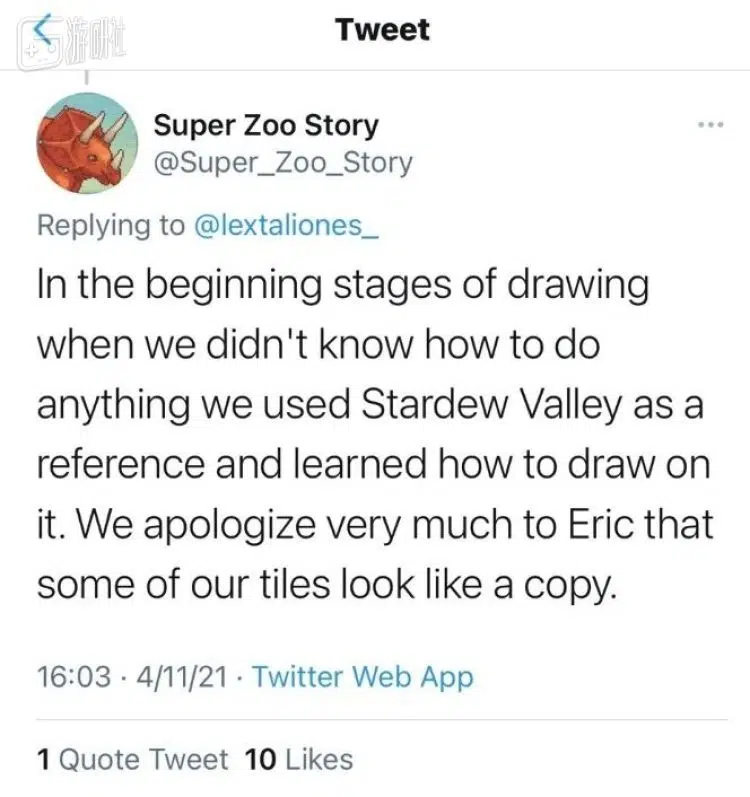 游研社
Tweet
Super Zoo Story
@Super_Zoo_Story
Replying to @lextaliones_
In the beginning stages of drawing
when we didn't know how to do
anything we used Stardew Valley as a
reference and learned how to draw on
it. We apologize very much to Eric that
some of our tiles look like a copy.
16:03 · 4/11/21 · Twitter Web App
1 Quote Tweet 10 Likes